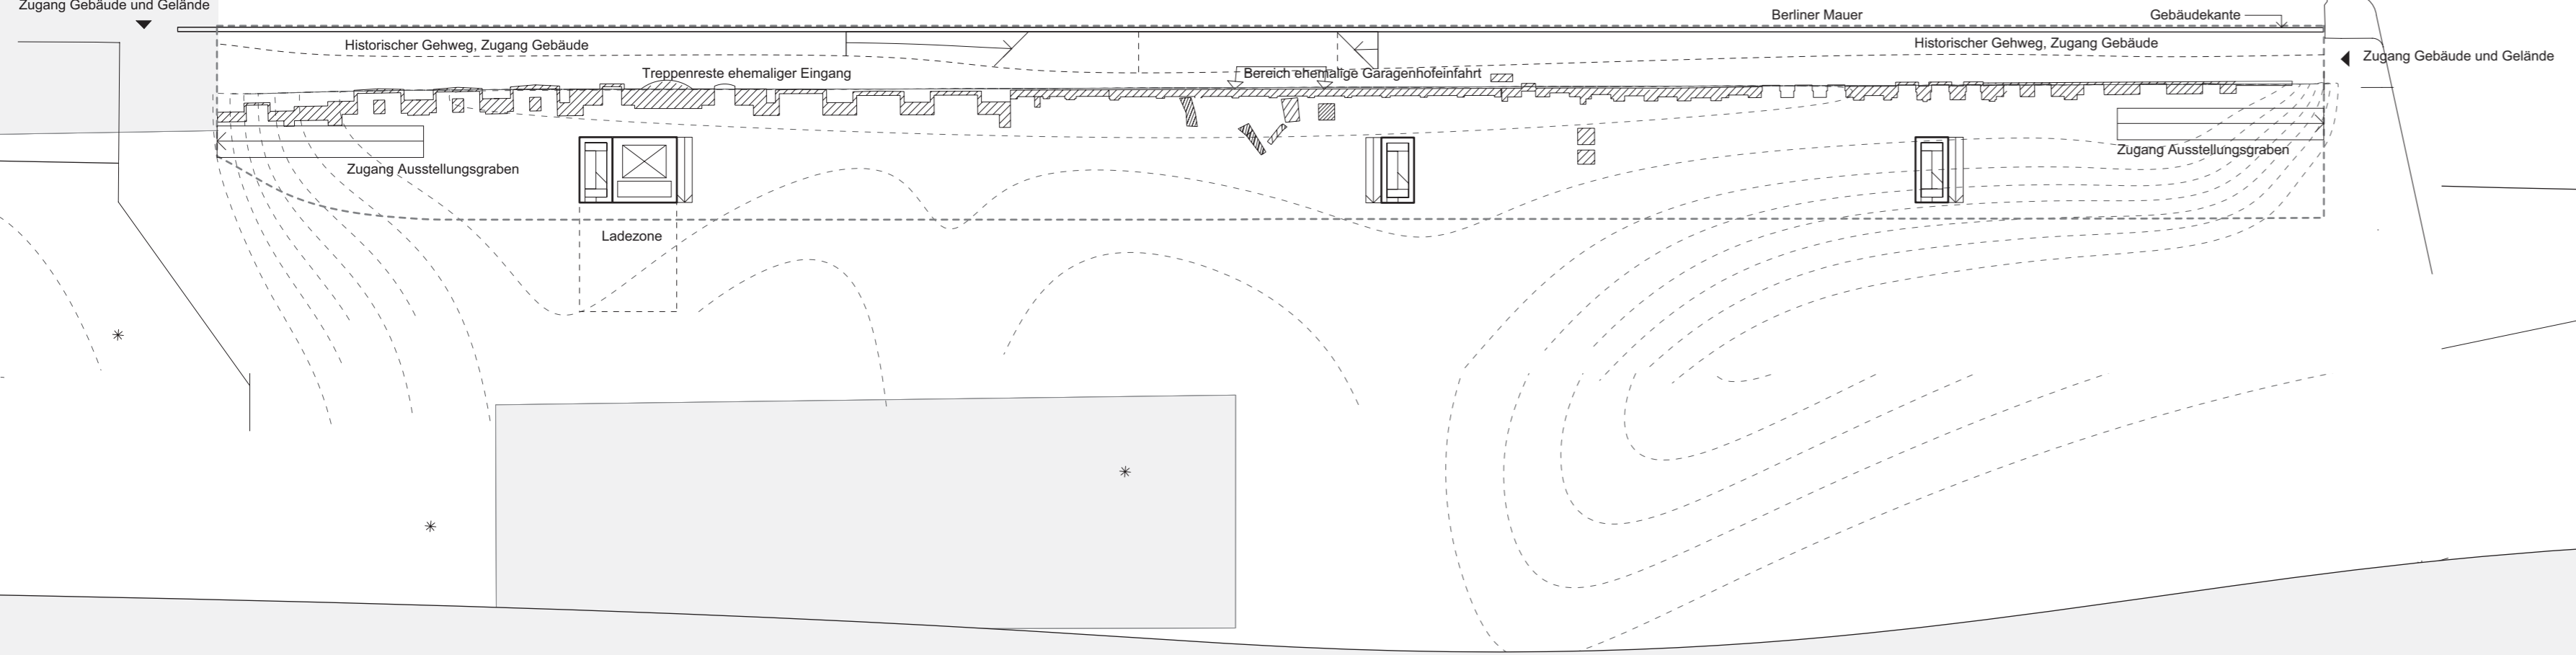 Zugang Gebäude und Gelände
Berliner Mauer
Gebäudekante
Historischer Gehweg, Zugang Gebäude
Historischer Gehweg, Zugang Gebäude
Zugang Gebäude und Gelände
Treppenreste ehemaliger Eingang
Bereich ehemalige Garagenhofeinfahrt
Zugang Ausstellungsgraben
Zugang Ausstellungsgraben
Ladezone